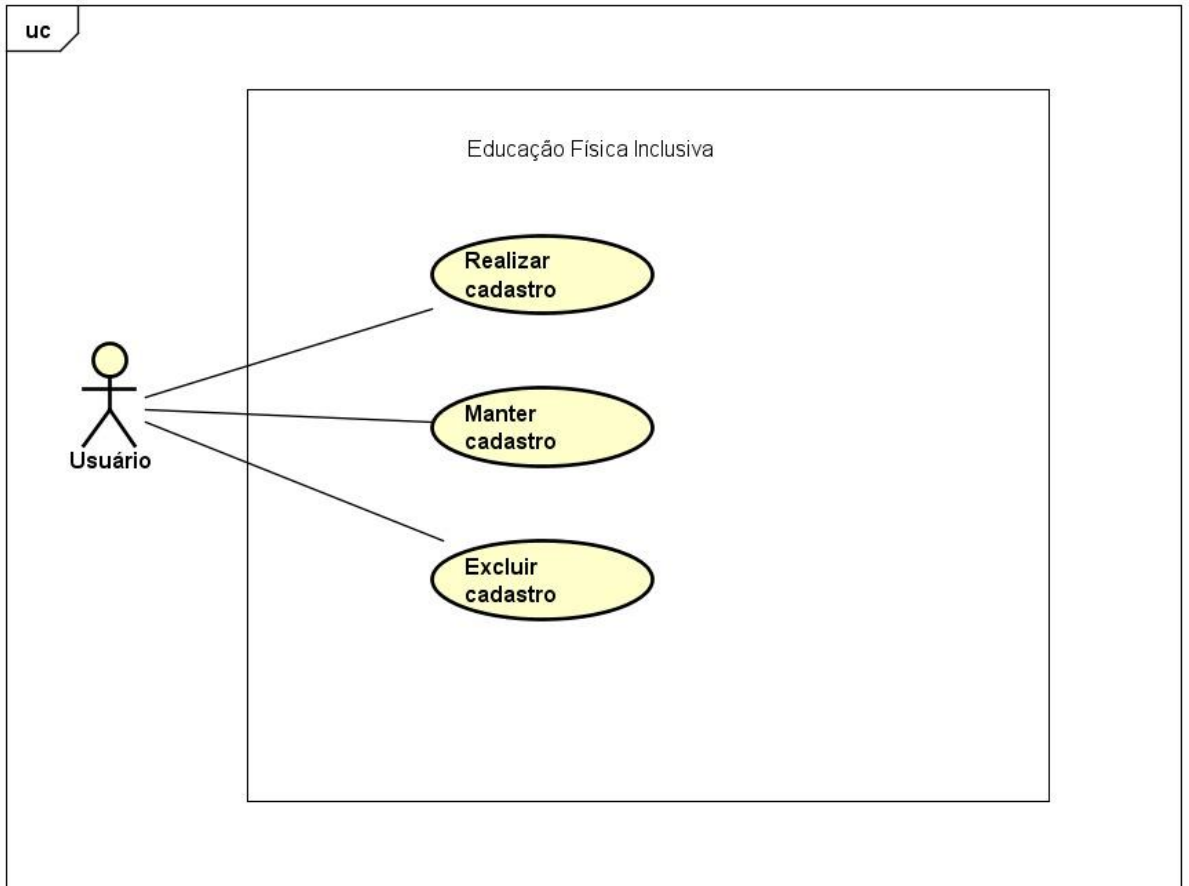 uc
Educação Física Inclusiva
Realizar
cadastro
Manter
cadastro
Usuário
Excluir
cadastro